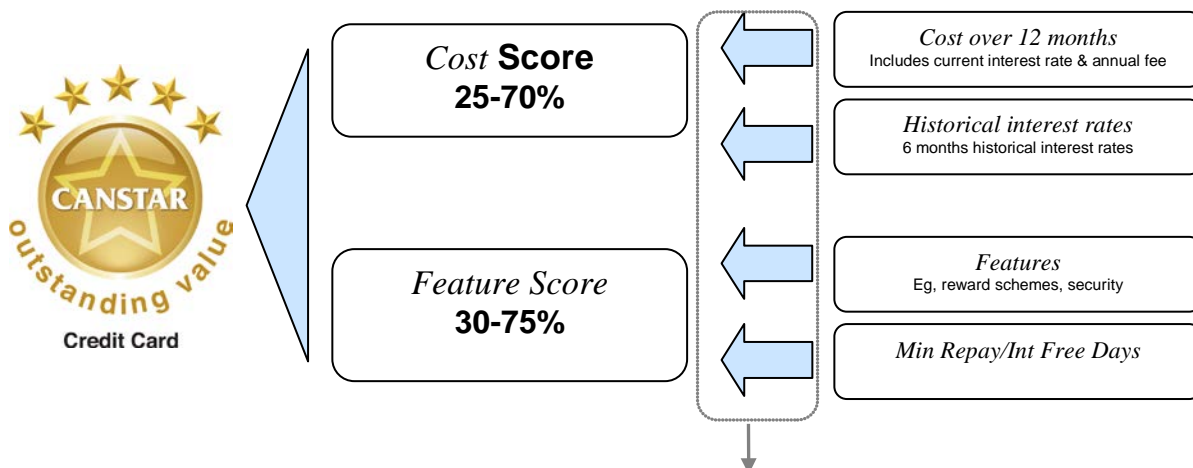 CANSTAR
outstanding value
Credit Card
Cost Score
25-70%
Feature Score
30-75%
Cost over 12 months
Includes current interest rate & annual fee
Historical interest rates
6 months historical interest rates
Features
Eg, reward schemes, security
Min Repay/Int Free Days